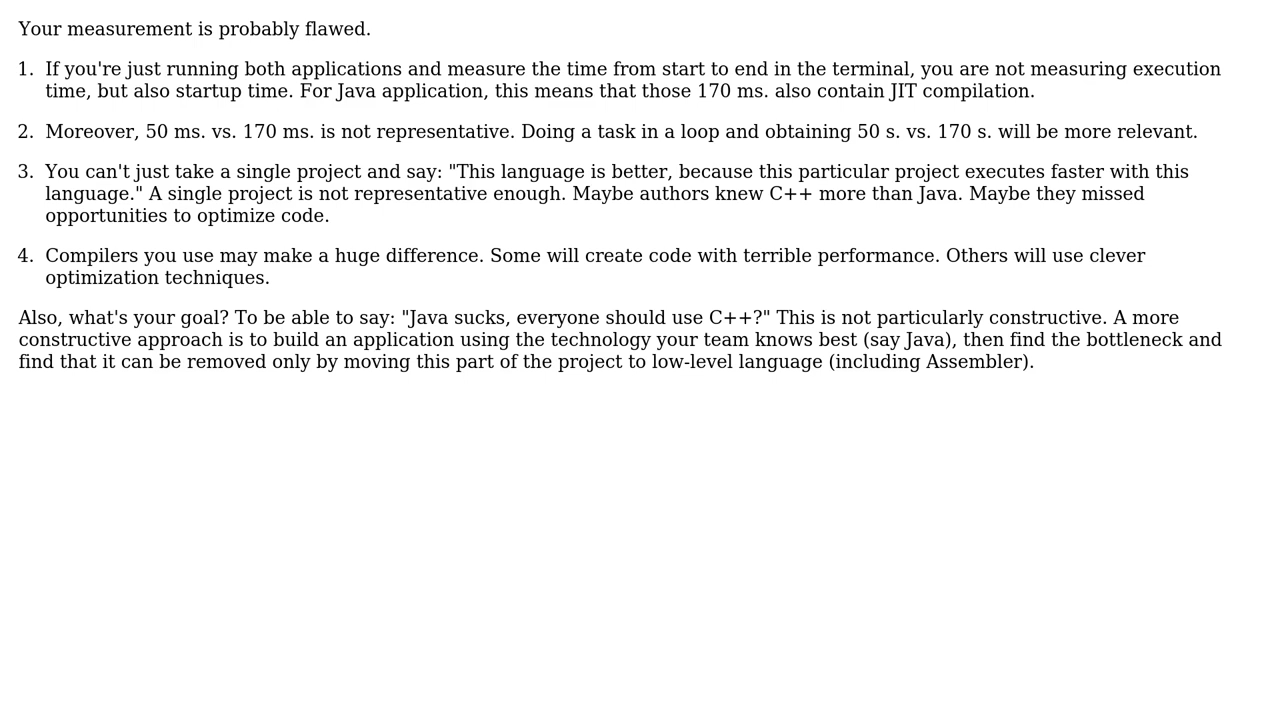 Your measurement is probably flawed.
1. If you're just running both applications and measure the time from start to end in the terminal, you are not measuring execution
time, but also startup time. For Java application, this means that those 170 ms. also contain JIT compilation.
2. Moreover, 50 ms. vs. 170 ms. is not representative. Doing a task in a loop and obtaining 50 s. vs. 170 s. will be more relevant.
3. You can't just take a single project and say: "This language is better, because this particular project executes faster with this
language." A single project is not representative enough. Maybe authors knew C++ more than Java. Maybe they missed
opportunities to optimize code.
4. Compilers you use may make a huge difference. Some will create code with terrible performance. Others will use clever
optimization techniques.
Also, what's your goal? To be able to say: "Java sucks, everyone should use C++?" This is not particularly constructive. A more
constructive approach is to build an application using the technology your team knows best (say Java), then find the bottleneck and
find that it can be removed only by moving this part of the project to low-level language (including Assembler).